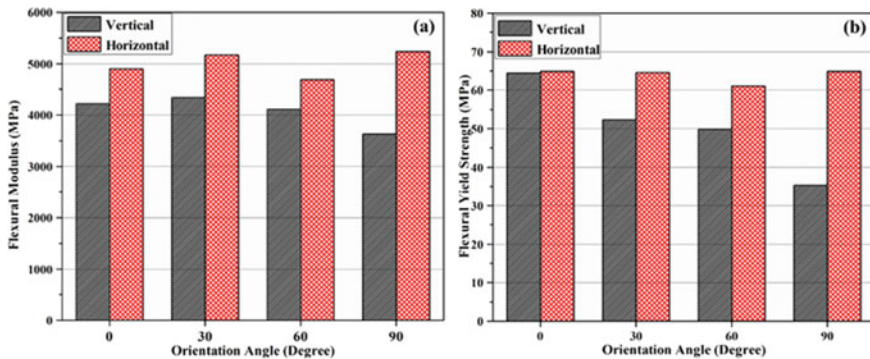 (a)
Vertical
Horizontal
Flexural Modulus (MPa)
6000
5000
4000
3000
2000
1000
0
0 30 60 90
Orientation Angle (Degree)
(b)
Vertical
Horizontal
Flexural Yield Strength (MPa)
80
70
60
50
40
30
20
10
0
0 30 60 90
Orientation Angle (Degree)